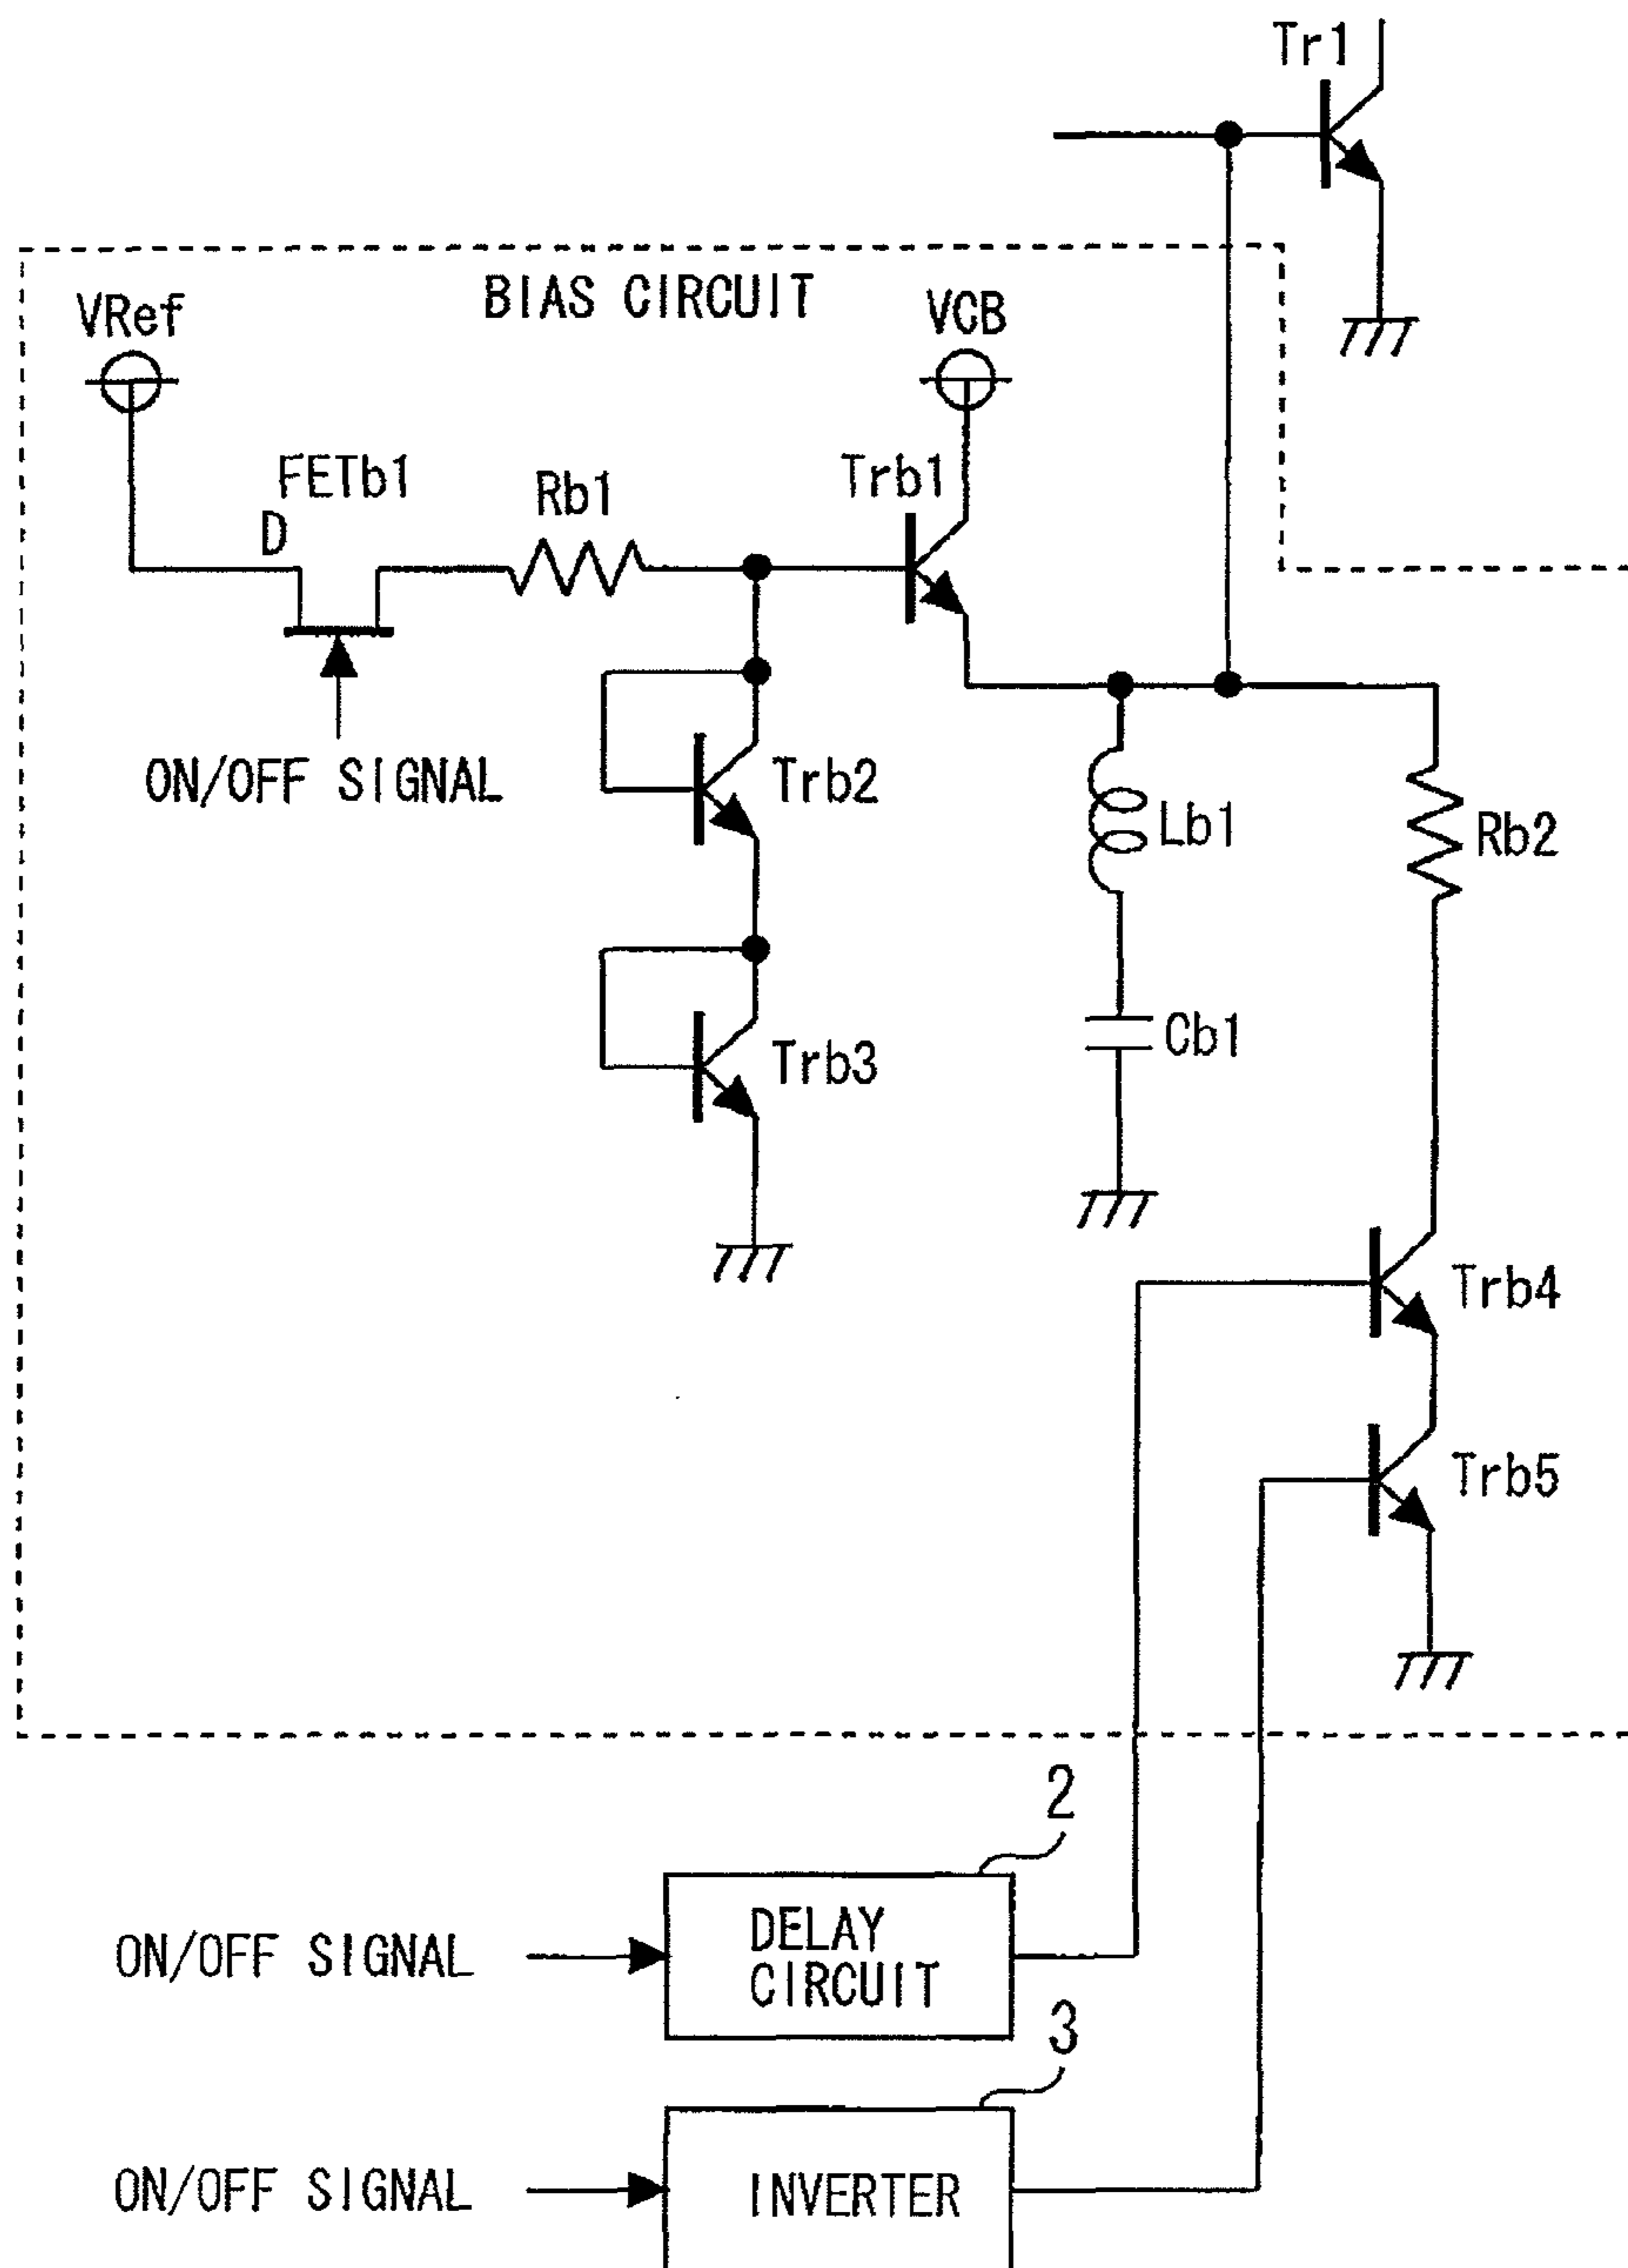 Tr1
BIAS CIRCUIT
VRef
VCB
FETb1
Rb1
Trb1
D
ON/OFF SIGNAL
Trb2
Lb1
Rb2
Cb1
Trb3
Trb4
Trb5
2
ON/OFF SIGNAL
DELAY
CIRCUIT
3
ON/OFF SIGNAL
INVERTER